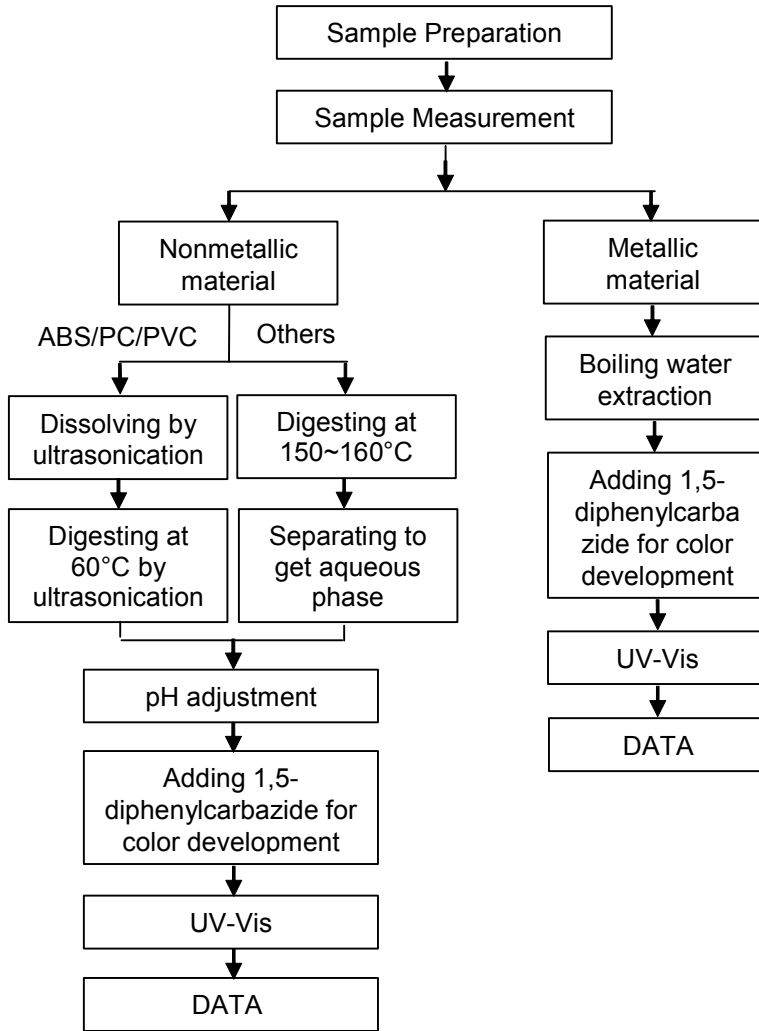 Sample Preparation
Sample Measurement
Nonmetallic
material
Metallic
material
ABS/PC/PVC
Others
Dissolving by
ultrasonication
Digesting at
150~160°C
Boiling water
extraction
Digesting at
60°C by
ultrasonication
Separating to
get aqueous
phase
Adding 1,5-
diphenylcarba
zide for color
development
pH adjustment
UV-Vis
DATA
Adding 1,5-
diphenylcarbazide for
color development
UV-Vis
DATA